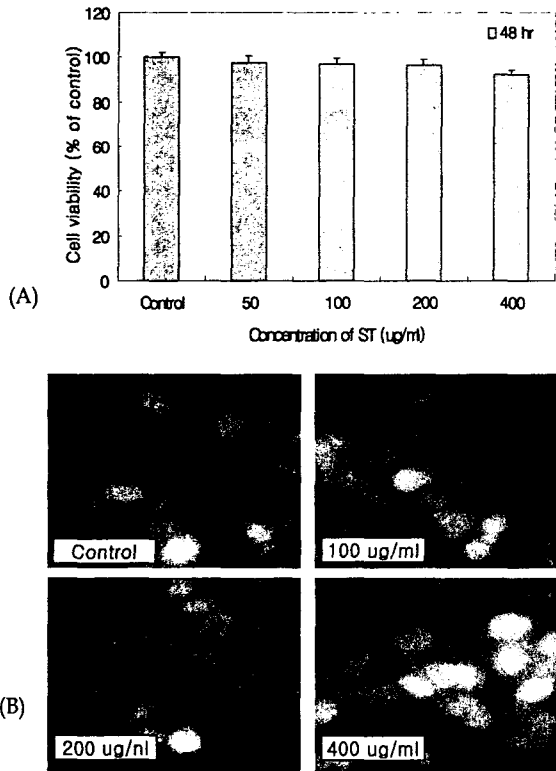 120
100
80
60
40
20
0
Cell viability (% of control)
48 hr
Control 50 100 200 400
Concentration of ST (ug/ml)
(A)
Control
100 ug/ml
200 ug/nl
400 ug/ml
(B)